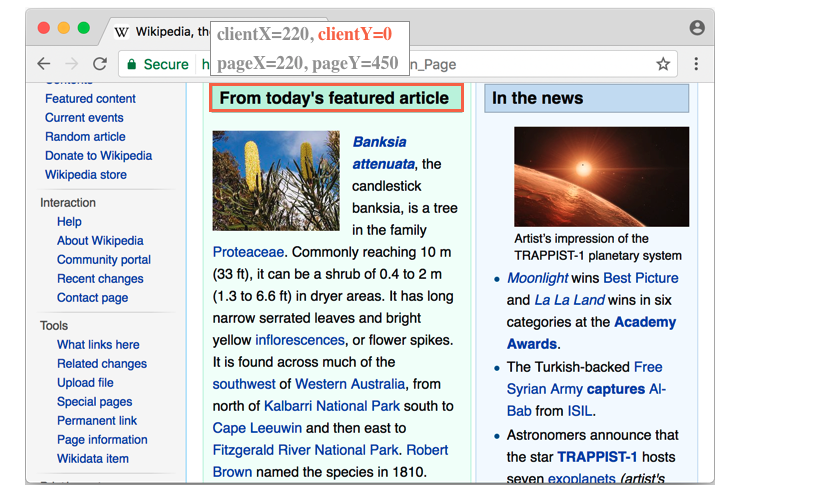 Wikipedia, the
clientX=220, clientY=0
pageX=220, pageY=450
Secure
n_Page
Featured content
Current events
Random article
Donate to Wikipedia
Wikipedia store
Interaction
Help
About Wikipedia
Community portal
Recent changes
Contact page
Tools
What links here
Related changes
Upload file
Special pages
Permanent link
Page information
Wikidata item
From today's featured article
Banksia
attenuata, the
candlestick
banksia, is a tree
in the family
Proteaceae. Commonly reaching 10 m
(33 ft), it can be a shrub of 0.4 to 2 m
(1.3 to 6.6 ft) in dryer areas. It has long
narrow serrated leaves and bright
yellow inflorescences, or flower spikes.
It is found across much of the
southwest of Western Australia, from
north of Kalbarri National Park south to
Cape Leeuwin and then east to
Fitzgerald River National Park. Robert
Brown named the species in 1810.
In the news
Artist's impression of the
TRAPPIST-1 planetary system
• Moonlight wins Best Picture
and La La Land wins in six
categories at the Academy
Awards.
• The Turkish-backed Free
Syrian Army captures Al-
Bab from ISIL.
• Astronomers announce that
the star TRAPPIST-1 hosts
seven exoplanets (artist's